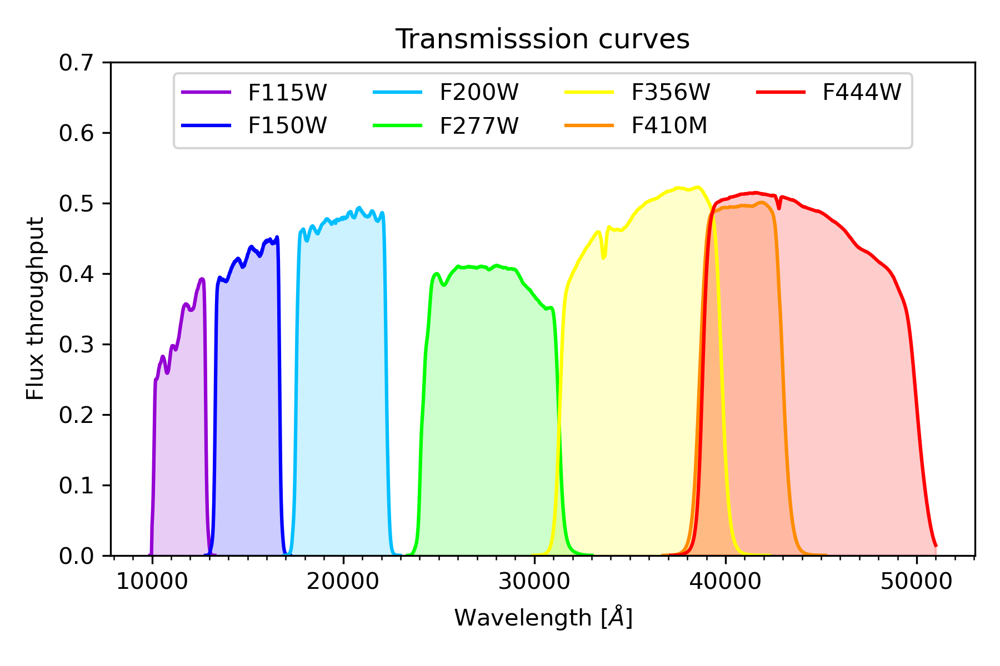 Transmisssion curves
0.7
0.6
0.5
0.4
0.3
0.2
0.1
0.0
Flux throughput
F115W F200W F356W F444W
F150W F277W F410M
10000 20000 30000 40000 50000
Wavelength [Å]